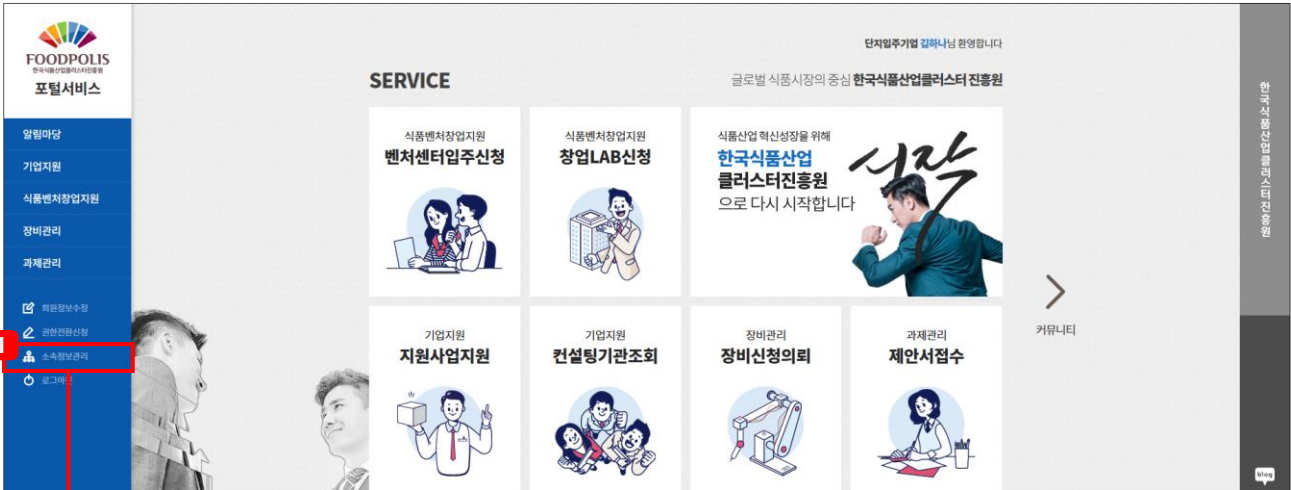 FOODPOLIS
한국식품산업클러스터진흥원
포털서비스
알림마당
기업지원
식품벤처창업지원
장비관리
과제관리
회원정보수정
권한전환신청
1
소속정보관리
단지입주기업 김하나님 환영합니다
SERVICE
글로벌 식품시장의 중심 한국식품산업클러스터 진흥원
식품벤처창업지원
벤처센터입주신청
식품벤처창업지원
창업LAB신청
식품산업 혁신성장을 위해
한국식품산업
클러스터진흥원
으로 다시 시작합니다
시작
기업지원
지원사업지원
기업지원
컨설팅기관조회
장비관리
장비신청의뢰
과제관리
제안서접수
커뮤니티
한국식품산업클러스터진흥원
blog